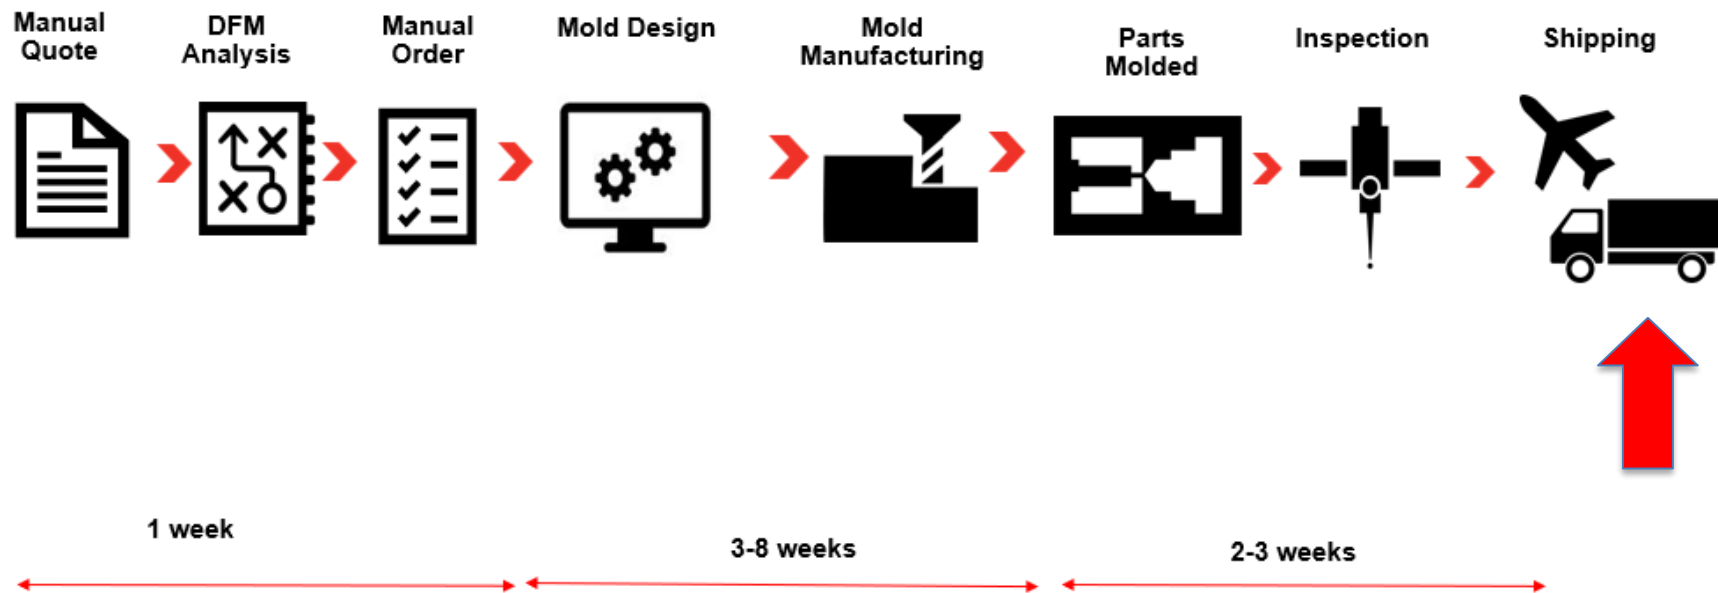 Manual
Quote
DFM
Analysis
Manual
Order
Mold Design
Mold
Manufacturing
Parts
Molded
Inspection
Shipping
1 week
3-8 weeks
2-3 weeks